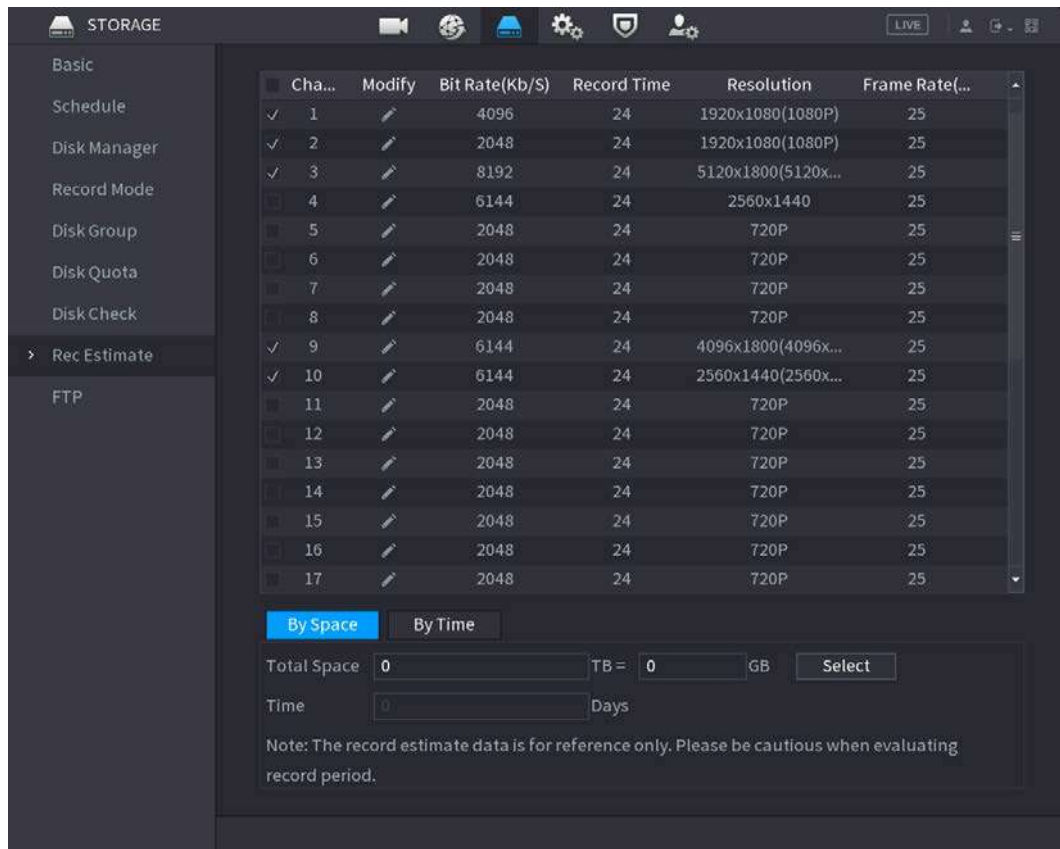 STORAGE LIVE
Basic
Schedule
Disk Manager
Record Mode
Disk Group
Disk Quota
Disk Check
Rec Estimate
FTP
Cha... Modify Bit Rate(Kb/S) Record Time Resolution Frame Rate(...
1 4096 24 1920x1080(1080P) 25
2 2048 24 1920x1080(1080P) 25
3 8192 24 5120x1800(5120x... 25
4 6144 24 2560x1440 25
5 2048 24 720P 25
6 2048 24 720P 25
7 2048 24 720P 25
8 2048 24 720P 25
9 6144 24 4096x1800(4096x... 25
10 6144 24 2560x1440(2560x... 25
11 2048 24 720P 25
12 2048 24 720P 25
13 2048 24 720P 25
14 2048 24 720P 25
15 2048 24 720P 25
16 2048 24 720P 25
17 2048 24 720P 25
By Space By Time
Total Space 0 TB = 0 GB Select
Time 0 Days
Note: The record estimate data is for reference only. Please be cautious when evaluating
record period.